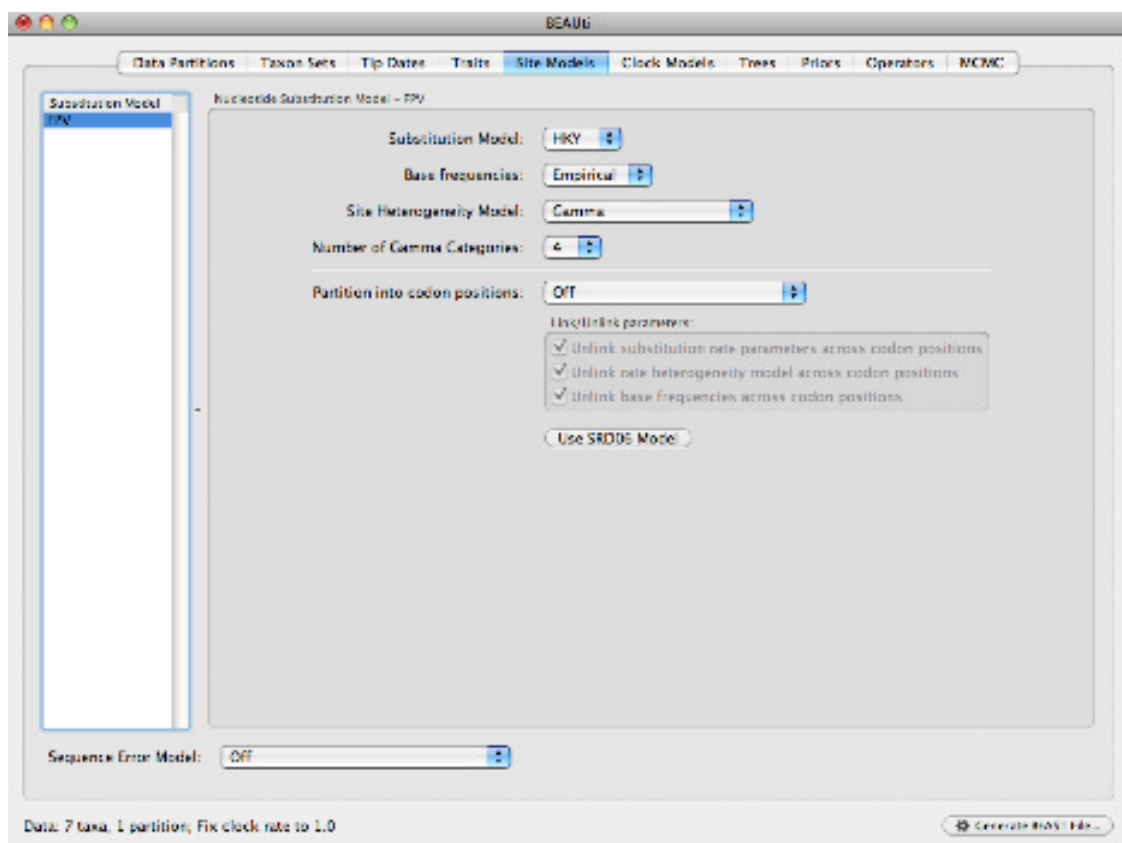 BEAUti
Data Partitions Taxon Sets Tip Dates Traits Site Models Clock Models Trees Priors Operators MCMC
Substitution Model
FPV
Nucleotide Substitution Model - FPV
Substitution Model: HKY
Base frequencies: Empirical
Site Heterogeneity Model: Gamma
Number of Gamma Categories: 4
Partition into codon positions: Off
Link/Unlink parameters:
Unlink substitution rate parameters across codon positions
Unlink rate heterogeneity model across codon positions
Unlink base frequencies across codon positions
Use SRD06 Model
Sequence Error Model: Off
Data: 7 taxa, 1 partition; Fix clock rate to 1.0
Generate BEAST File...